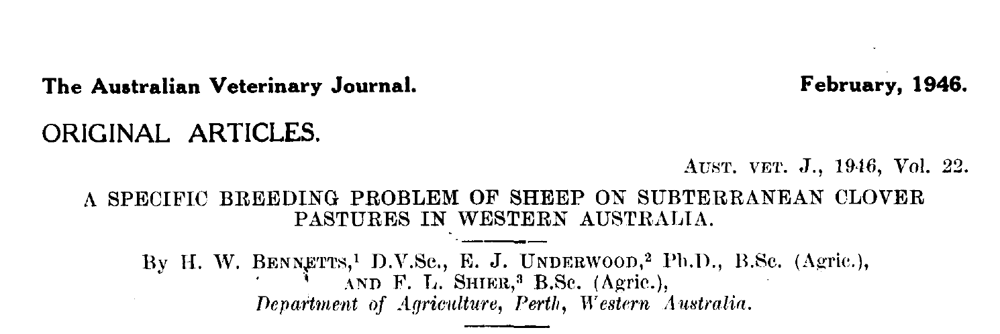 The Australian Veterinary Journal. February, 1946.
ORIGINAL ARTICLES.
AUST. VET. J., 1946, Vol. 22.
A SPECIFIC BREEDING PROBLEM OF SHEEP ON SUBTERRANEAN CLOVER
PASTURES IN WESTERN AUSTRALIA.
By H. W. BENNETTS,¹ D.V.Sc., E. J. UNDERWOOD,² Ph.D., B.Sc. (Agric.),
AND F. L. SHIER,³ B.Sc. (Agric.),
Department of Agriculture, Perth, Western Australia.